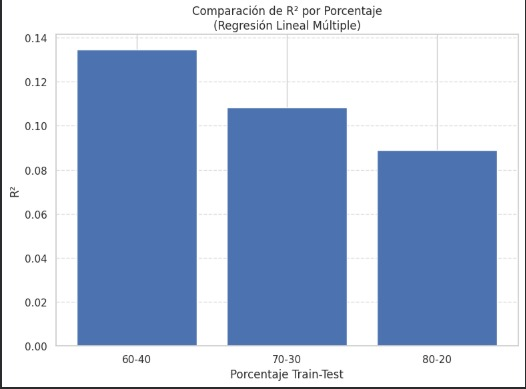 Comparación de R² por Porcentaje
(Regresión Lineal Múltiple)
0.14
0.12
0.10
0.08
0.06
0.04
0.02
0.00
R²
60-40 70-30 80-20
Porcentaje Train-Test